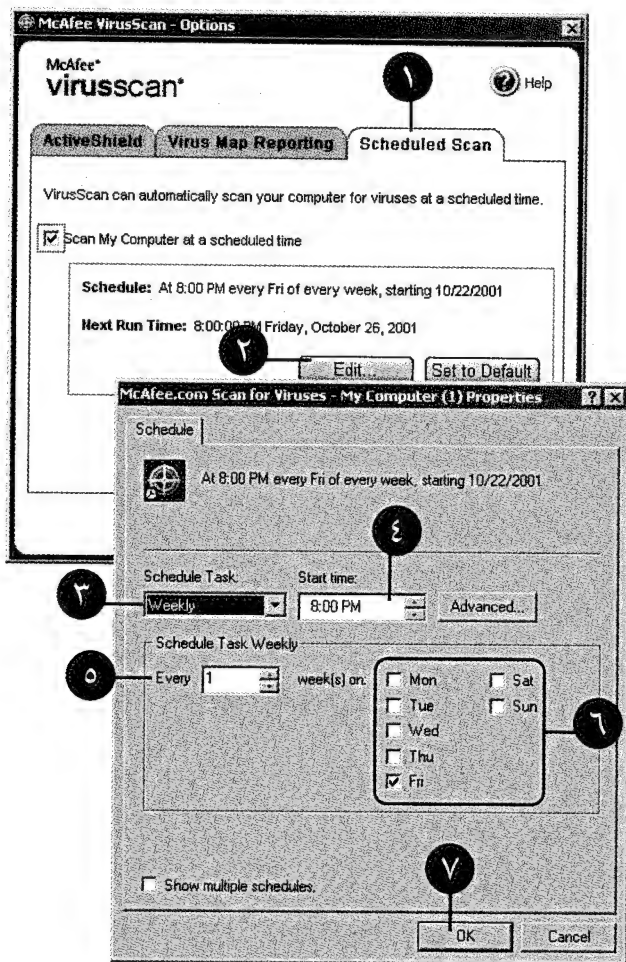 McAfee VirusScan - Options
McAfee
virusscan
Help
١
ActiveShield
Virus Map Reporting
Scheduled Scan
VirusScan can automatically scan your computer for viruses at a scheduled time.
Scan My Computer at a scheduled time
Schedule: At 8:00 PM every Fri of every week, starting 10/22/2001
Next Run Time: 8:00:00 PM Friday, October 26, 2001
٢
Edit...
Set to Default
McAfee.com Scan for Viruses - My Computer (1) Properties
Schedule
At 8:00 PM every Fri of every week, starting 10/22/2001
٤
Schedule Task:
Start time:
٣
Weekly
8:00 PM
Advanced...
Schedule Task Weekly
٥
Every 1 week(s) on:
Mon
Sat
Tue
Sun
Wed
٦
Thu
Fri
٧
Show multiple schedules.
OK
Cancel